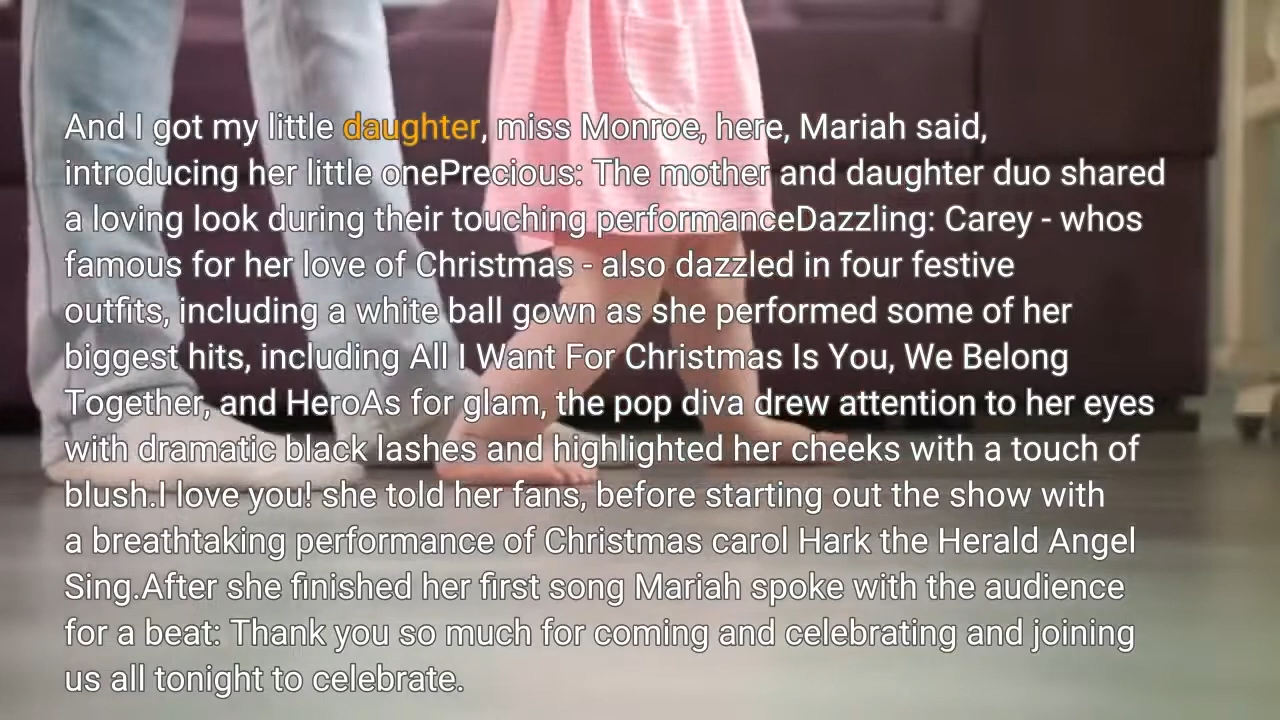 And I got my little daughter, miss Monroe, here, Mariah said,
introducing her little onePrecious: The mother and daughter duo shared
a loving look during their touching performanceDazzling: Carey - whos
famous for her love of Christmas - also dazzled in four festive
outfits, including a white ball gown as she performed some of her
biggest hits, including All I Want For Christmas Is You, We Belong
Together, and HeroAs for glam, the pop diva drew attention to her eyes
with dramatic black lashes and highlighted her cheeks with a touch of
blush.I love you! she told her fans, before starting out the show with
a breathtaking performance of Christmas carol Hark the Herald Angel
Sing.After she finished her first song Mariah spoke with the audience
for a beat: Thank you so much for coming and celebrating and joining
us all tonight to celebrate.